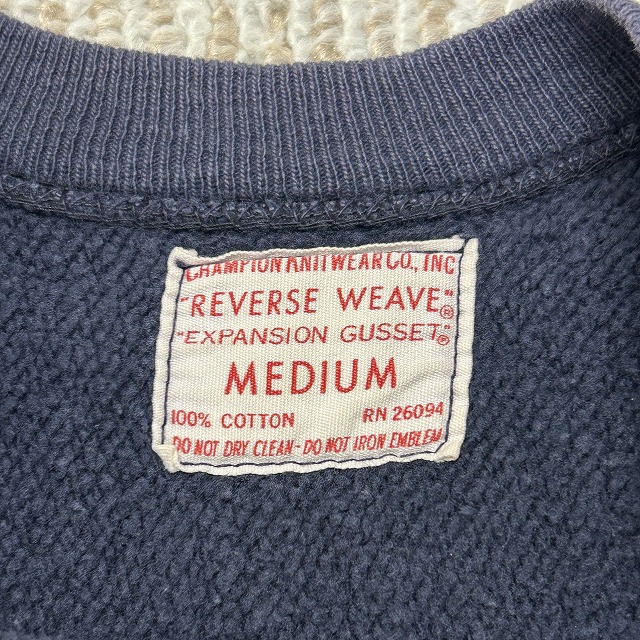 CHAMPION KNITWEAR CO., INC
"REVERSE WEAVE"®
"EXPANSION GUSSET"®
MEDIUM
100% COTTON RN 26094
DO NOT DRY CLEAN - DO NOT IRON EMBLEM